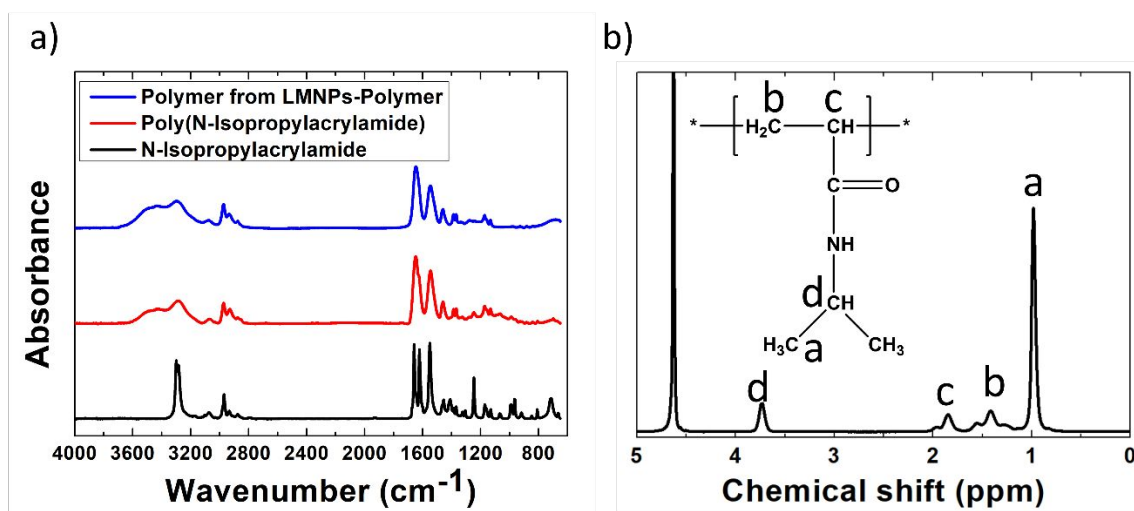 a)
Absorbance
Polymer from LMNPs-Polymer
Poly(N-Isopropylacrylamide)
N-Isopropylacrylamide
4000 3600 3200 2800 2400 2000 1600 1200 800
Wavenumber (cm-1)
b)
b c
* H₂C CH *
C O
NH
d CH
H₃C a CH₃
a
d c b
5 4 3 2 1 0
Chemical shift (ppm)